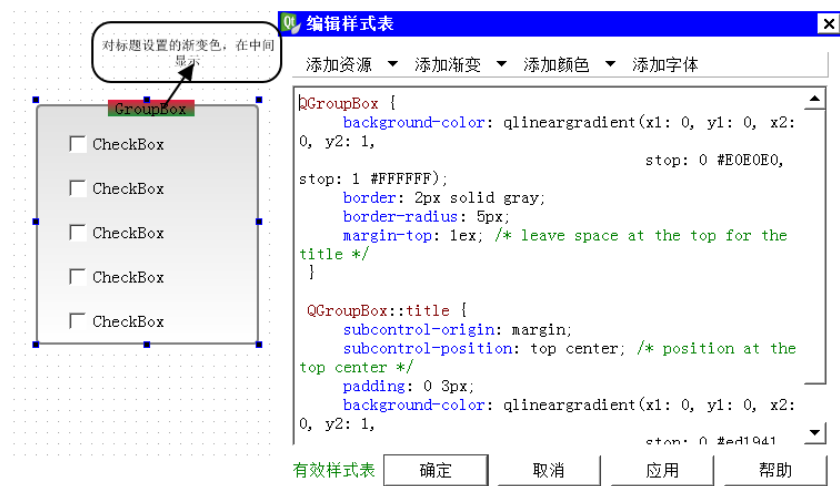 对标题设置的渐变色，在中间
显示
GroupBox
CheckBox
CheckBox
CheckBox
CheckBox
CheckBox
编辑样式表
添加资源 添加渐变 添加颜色 添加字体
QGroupBox {
background-color: qlineargradient(x1: 0, y1: 0, x2:
0, y2: 1,
stop: 0 #E0E0E0,
stop: 1 #FFFFFF);
border: 2px solid gray;
border-radius: 5px;
margin-top: 1ex; /* leave space at the top for the
title */
}
QGroupBox::title {
subcontrol-origin: margin;
subcontrol-position: top center; /* position at the
top center */
padding: 0 3px;
background-color: qlineargradient(x1: 0, y1: 0, x2:
0, y2: 1,
stop: 0 #ed1941
有效样式表 确定 取消 应用 帮助